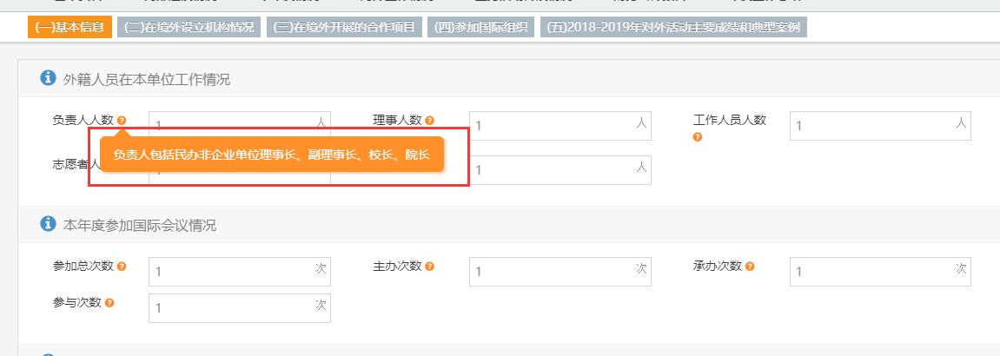 (一)基本信息 (二)在境外设立机构情况 (三)在境外开展的合作项目 (四)参加国际组织 (五)2018-2019年对外活动主要成绩和典型案例
外籍人员在本单位工作情况
负责人人数 ? 1 人 理事人数 ? 1 人 工作人员人数 ? 1 人
负责人包括民办非企业单位理事长、副理事长、校长、院长
志愿者人 1 人
本年度参加国际会议情况
参加总次数 ? 1 次 主办次数 ? 1 次 承办次数 ? 1 次
参与次数 ? 1 次